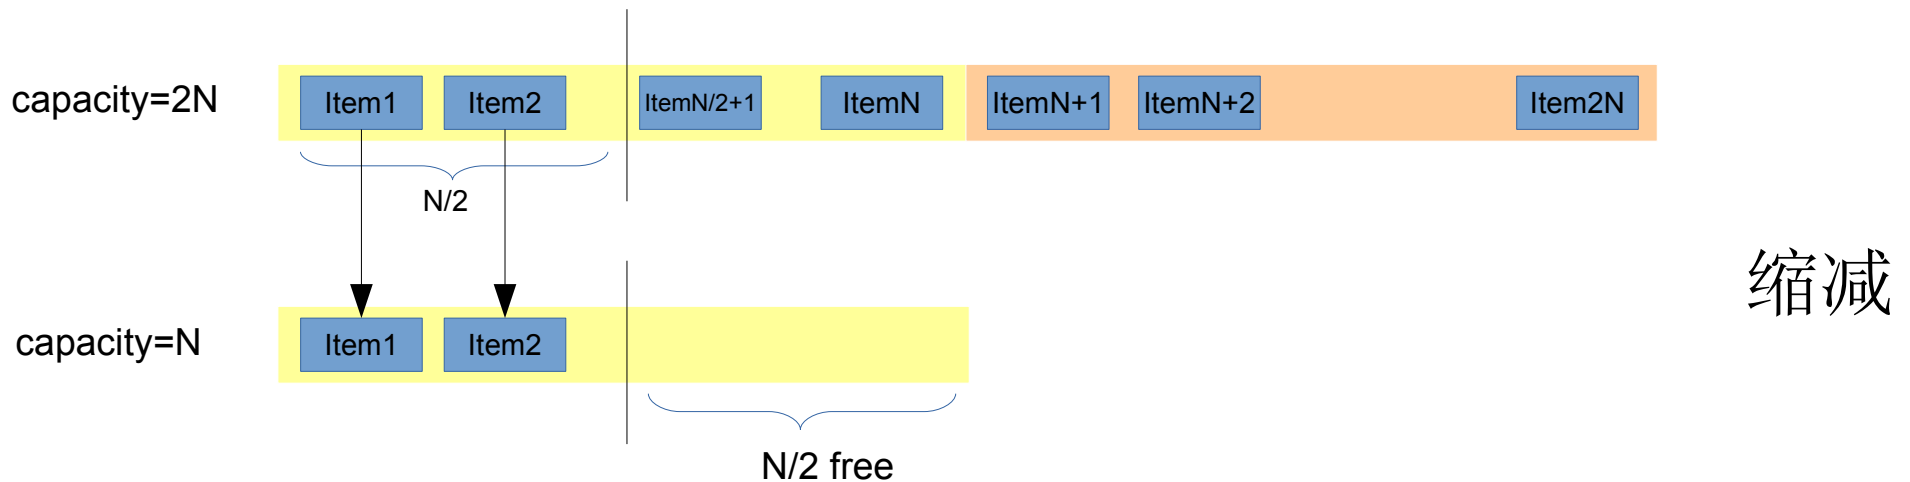 capacity=2N
Item1 Item2 ItemN/2+1 ItemN ItemN+1 ItemN+2 Item2N
N/2
缩减
capacity=N
Item1 Item2
N/2 free